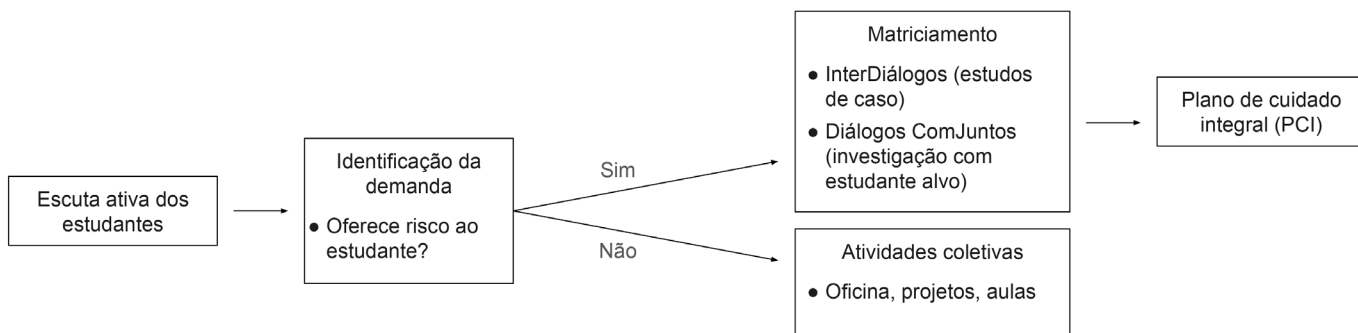 Escuta ativa dos
estudantes
Identificação da
demanda
● Oferece risco ao
estudante?
Sim
Não
Matriciamento
● InterDiálogos (estudos
de caso)
● Diálogos ComJuntos
(investigação com
estudante alvo)
Atividades coletivas
● Oficina, projetos, aulas
Plano de cuidado
integral (PCI)